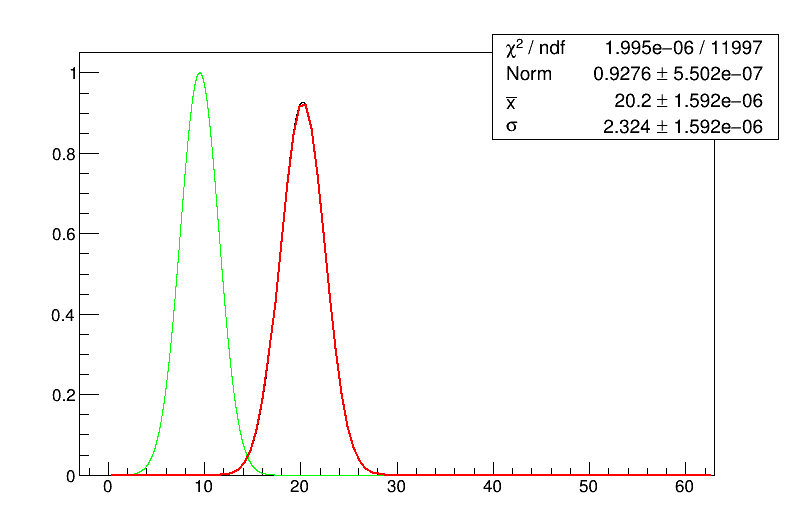 χ² / ndf 1.995e−06 / 11997
Norm 0.9276 ± 5.502e−07
x̅ 20.2 ± 1.592e−06
σ 2.324 ± 1.592e−06
1
0.8
0.6
0.4
0.2
0
0 10 20 30 40 50 60